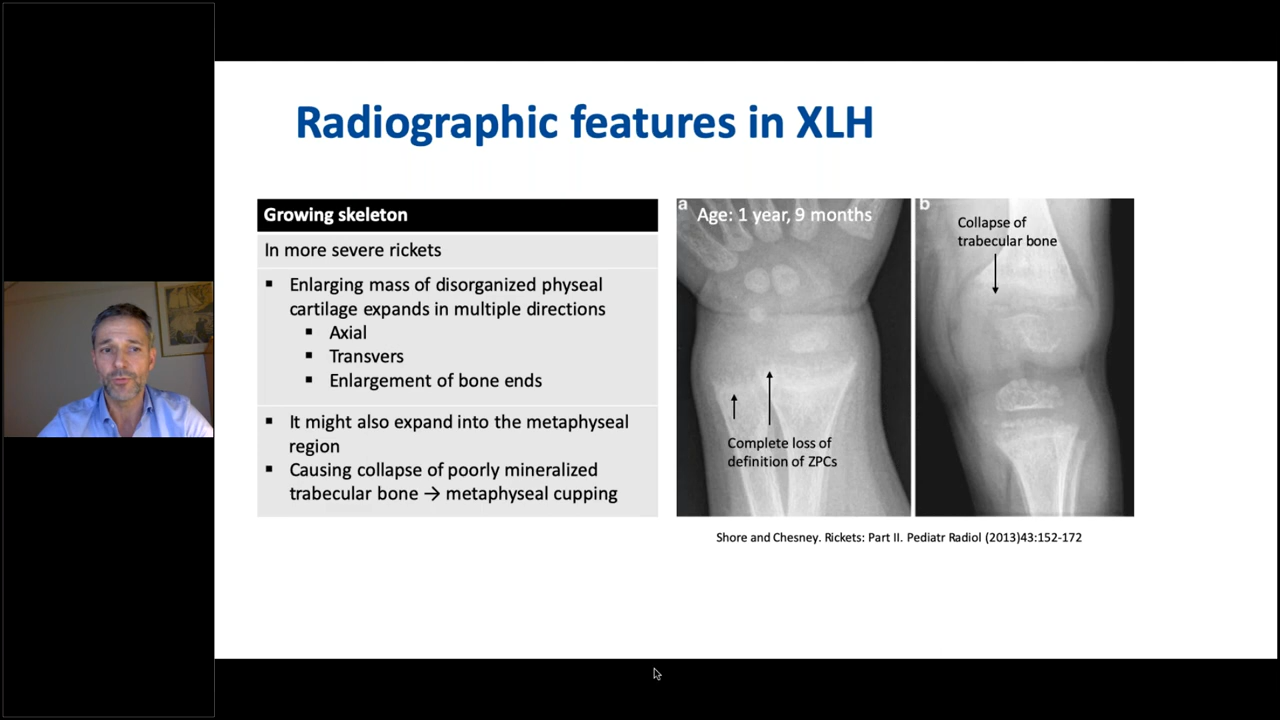 Radiographic features in XLH
Growing skeleton
In more severe rickets
▪ Enlarging mass of disorganized physeal
cartilage expands in multiple directions
▪ Axial
▪ Transvers
▪ Enlargement of bone ends
▪ It might also expand into the metaphyseal
region
▪ Causing collapse of poorly mineralized
trabecular bone → metaphyseal cupping
a
Age: 1 year, 9 months
Complete loss of
definition of ZPCs
b
Collapse of
trabecular bone
Shore and Chesney. Rickets: Part II. Pediatr Radiol (2013)43:152-172